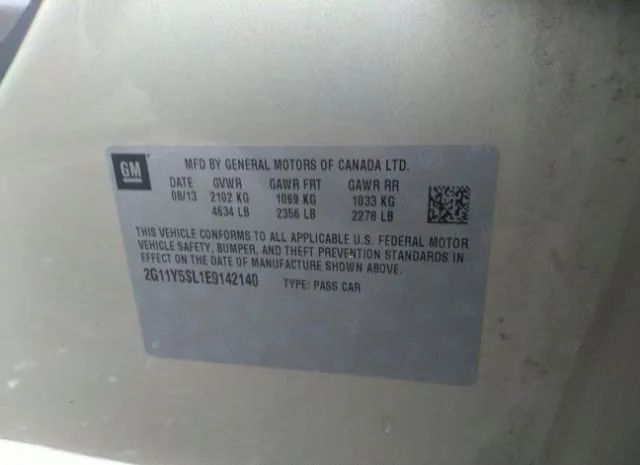 GM
MFD BY GENERAL MOTORS OF CANADA LTD.
DATE GVWR GAWR FRT GAWR RR
08/13 2102 KG 1069 KG 1033 KG
4634 LB 2356 LB 2278 LB
THIS VEHICLE CONFORMS TO ALL APPLICABLE U.S. FEDERAL MOTOR
VEHICLE SAFETY, BUMPER, AND THEFT PREVENTION STANDARDS IN
EFFECT ON THE DATE OF MANUFACTURE SHOWN ABOVE.
2G11Y5SL1E9142140 TYPE: PASS CAR